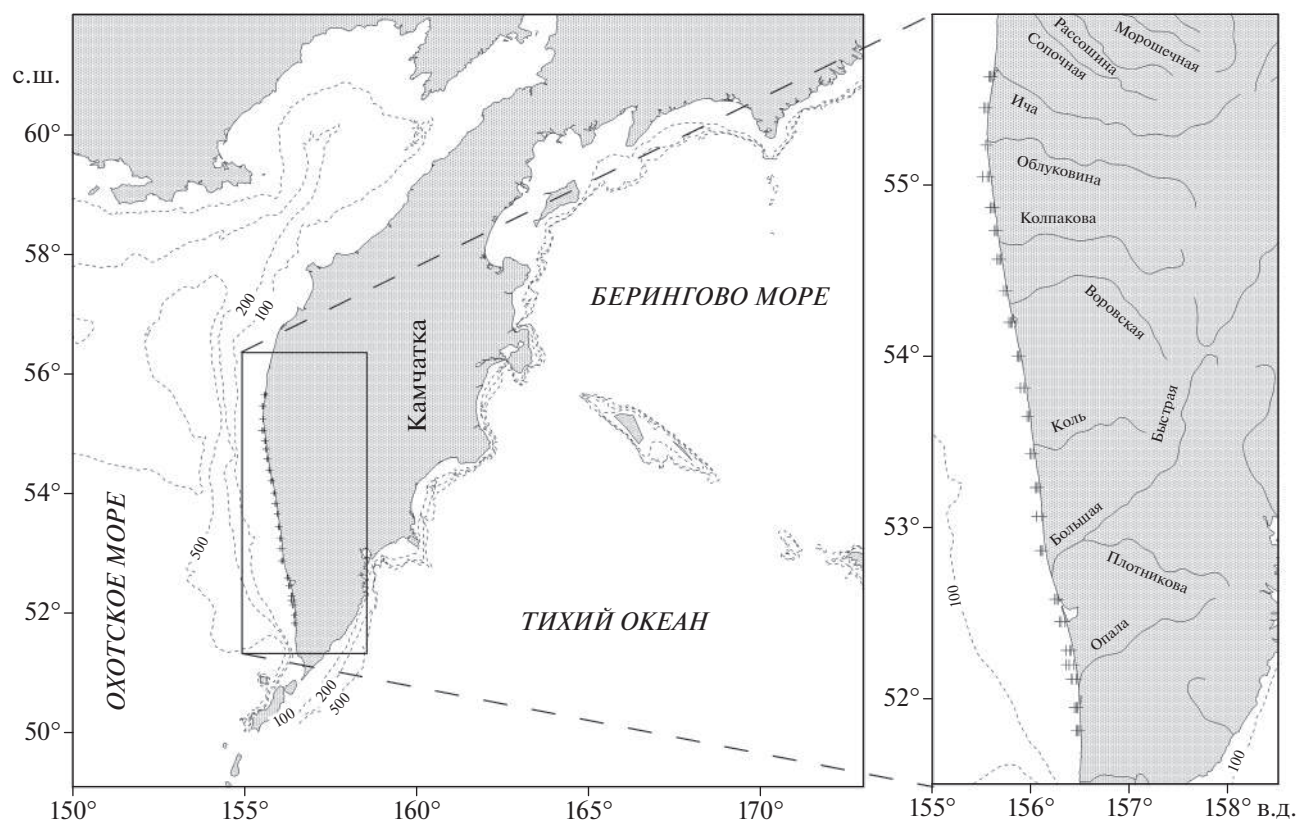 с.ш.
60°
58°
56°
54°
52°
50°
150°
155°
160°
165°
170°
200
100
500
ОХОТСКОЕ МОРЕ
Камчатка
БЕРИНГОВО МОРЕ
ТИХИЙ ОКЕАН
100
200
500
55°
54°
53°
52°
155°
156°
157°
158° в.д.
Морошечная
Рассошина
Сопочная
Ича
Облуковина
Колпакова
Воровская
Быстрая
Коль
Большая
Плотникова
Опала
100
100